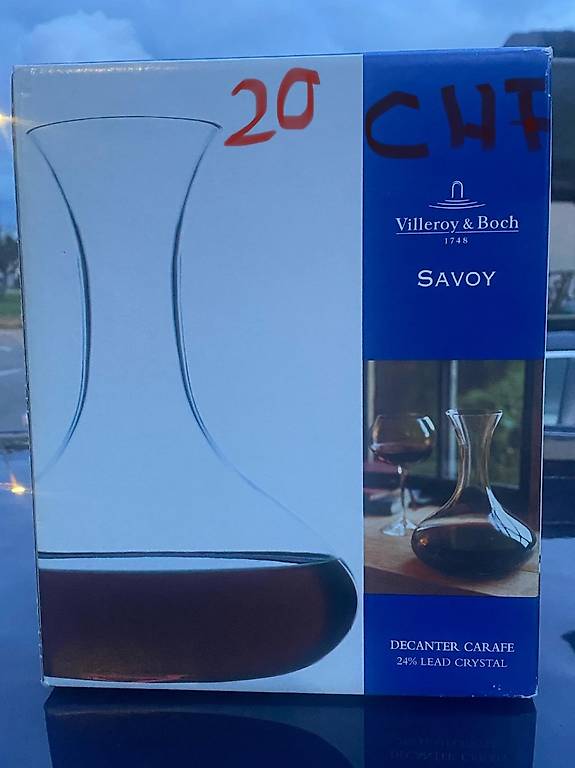 20 CHF
Villeroy & Boch
1748
SAVOY
DECANTER CARAFE
24% LEAD CRYSTAL